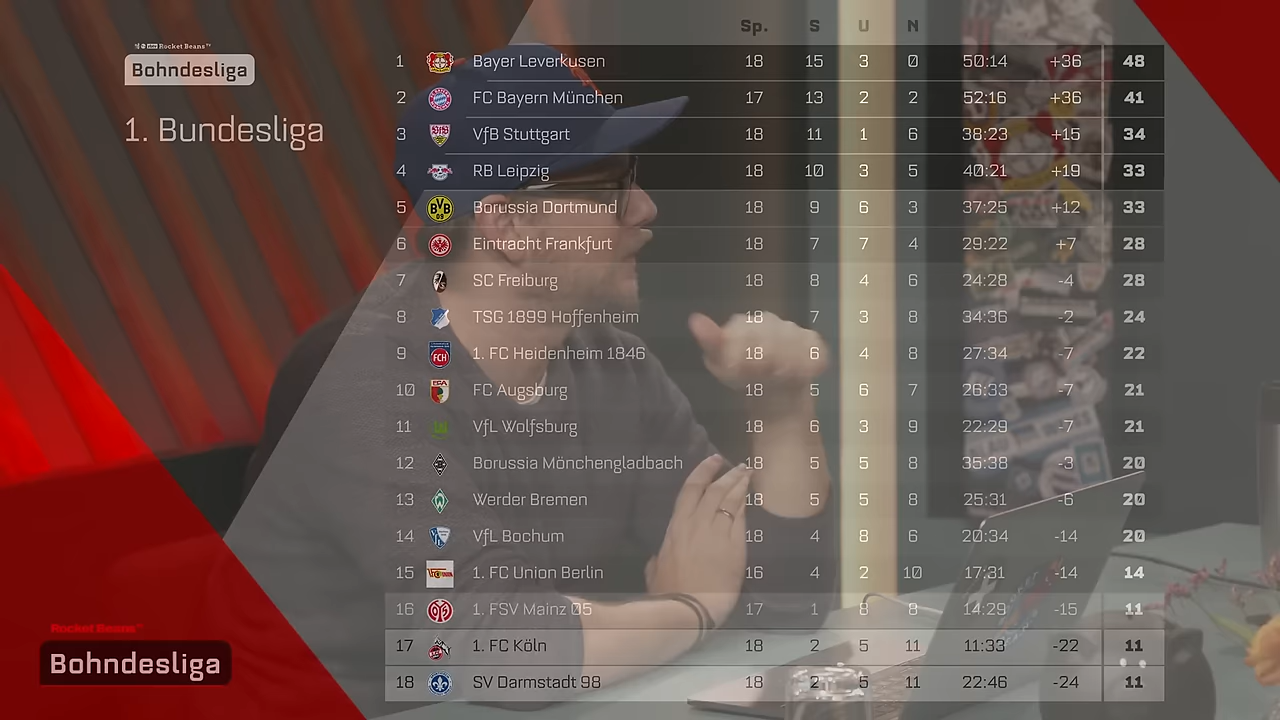 Rocket Beans TV
Bohndesliga
1. Bundesliga
Sp. S U N
1 Bayer Leverkusen 18 15 3 0 50:14 +36 48
2 FC Bayern München 17 13 2 2 52:16 +36 41
3 VfB Stuttgart 18 11 1 6 38:23 +15 34
4 RB Leipzig 18 10 3 5 40:21 +19 33
5 Borussia Dortmund 18 9 6 3 37:25 +12 33
6 Eintracht Frankfurt 18 7 7 4 29:22 +7 28
7 SC Freiburg 18 8 4 6 24:28 -4 28
8 TSG 1899 Hoffenheim 18 7 3 8 34:36 -2 24
9 1. FC Heidenheim 1846 18 6 4 8 27:34 -7 22
10 FC Augsburg 18 5 6 7 26:33 -7 21
11 VfL Wolfsburg 18 6 3 9 22:29 -7 21
12 Borussia Mönchengladbach 18 5 5 8 35:38 -3 20
13 Werder Bremen 18 5 5 8 25:31 -6 20
14 VfL Bochum 18 4 8 6 20:34 -14 20
15 1. FC Union Berlin 16 4 2 10 17:31 -14 14
16 1. FSV Mainz 05 17 1 8 8 14:29 -15 11
17 1. FC Köln 18 2 5 11 11:33 -22 11
18 SV Darmstadt 98 18 2 5 11 22:46 -24 11
Rocket Beans TV
Bohndesliga